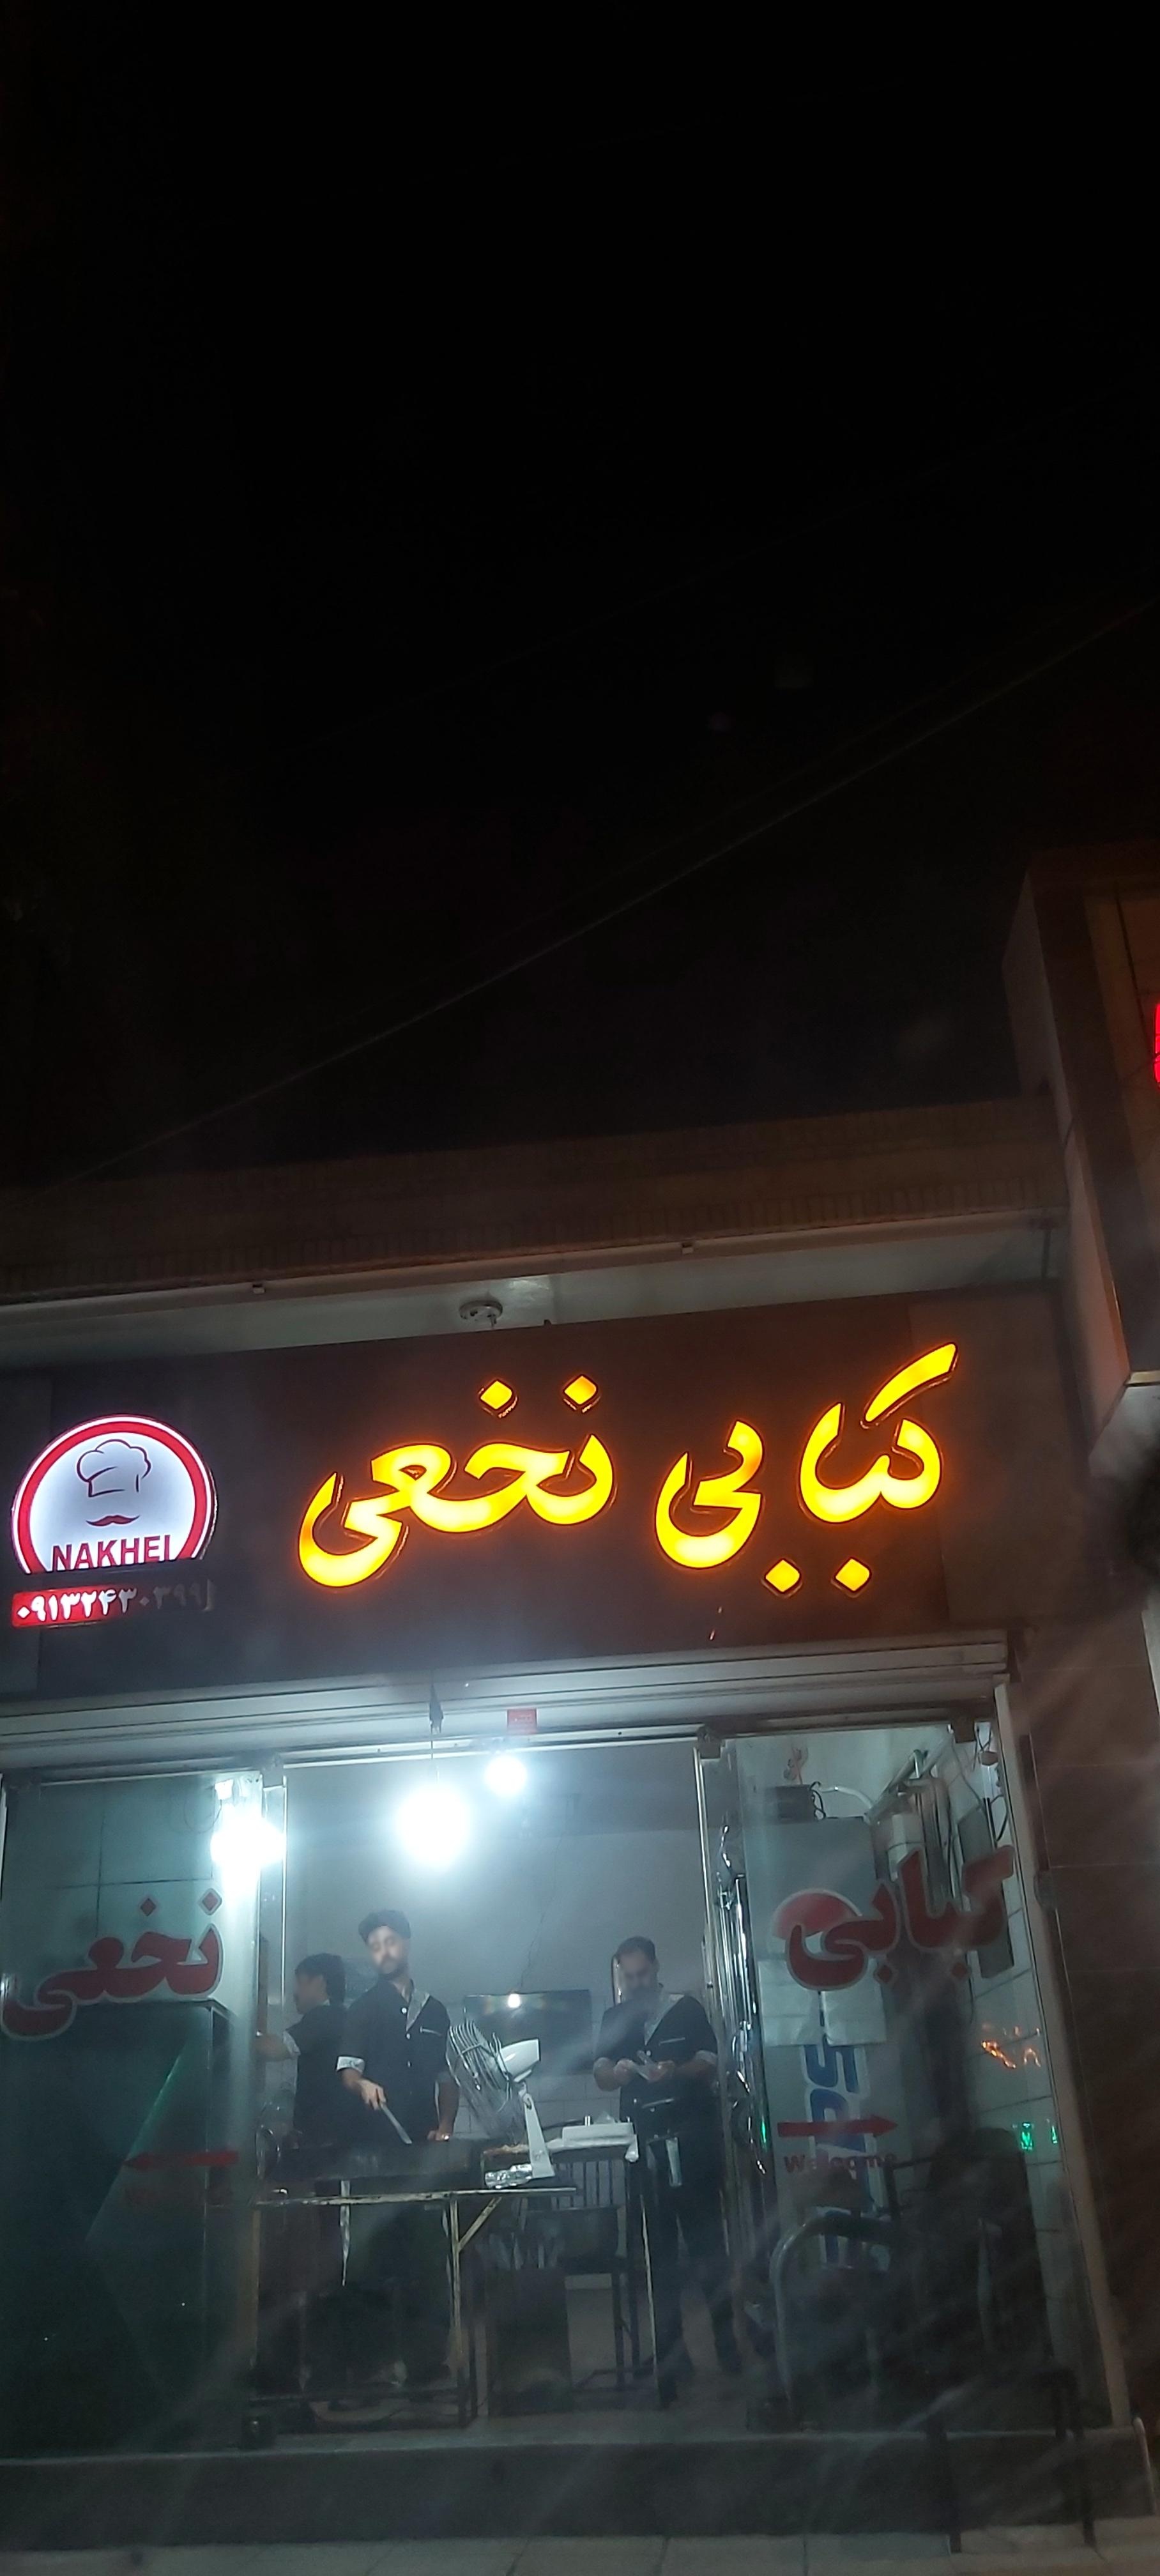 کبابی نخعی
NAKHEI
۰۹۱۳۲۴۳۰۳۹۹
کبابی
نخعی
Welcome